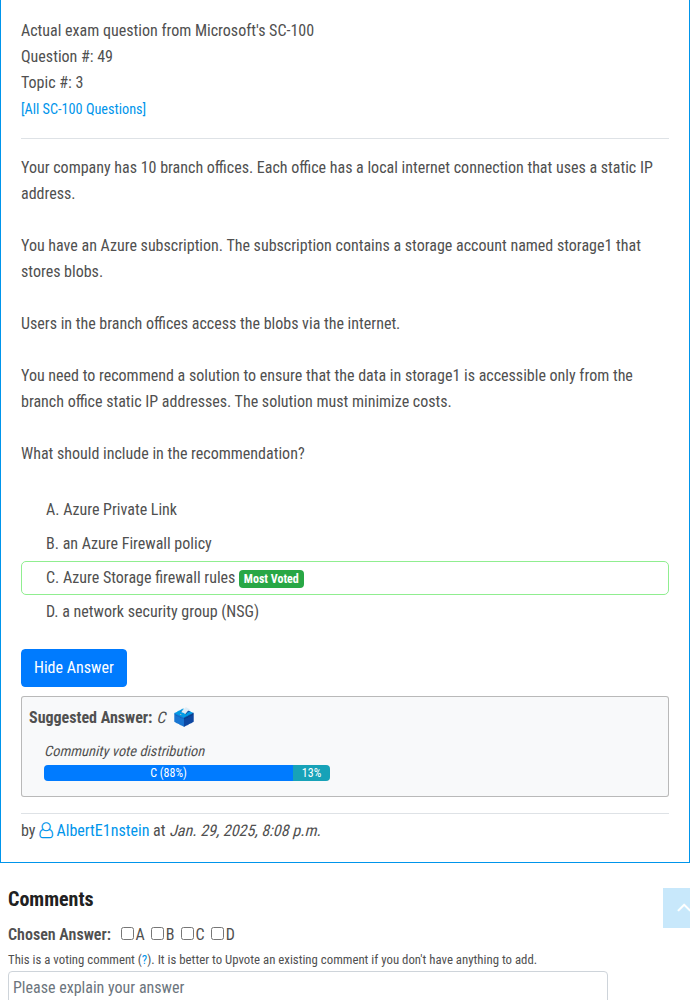 Actual exam question from Microsoft's SC-100
Question #: 49
Topic #: 3
[All SC-100 Questions]
Your company has 10 branch offices. Each office has a local internet connection that uses a static IP
address.
You have an Azure subscription. The subscription contains a storage account named storage1 that
stores blobs.
Users in the branch offices access the blobs via the internet.
You need to recommend a solution to ensure that the data in storage1 is accessible only from the
branch office static IP addresses. The solution must minimize costs.
What should include in the recommendation?
A. Azure Private Link
B. an Azure Firewall policy
C. Azure Storage firewall rules Most Voted
D. a network security group (NSG)
Hide Answer
Suggested Answer: C
Community vote distribution
C (88%) 13%
by AlbertE1nstein at Jan. 29, 2025, 8:08 p.m.
Comments
Chosen Answer: A B C D
This is a voting comment (?). It is better to Upvote an existing comment if you don't have anything to add.
Please explain your answer